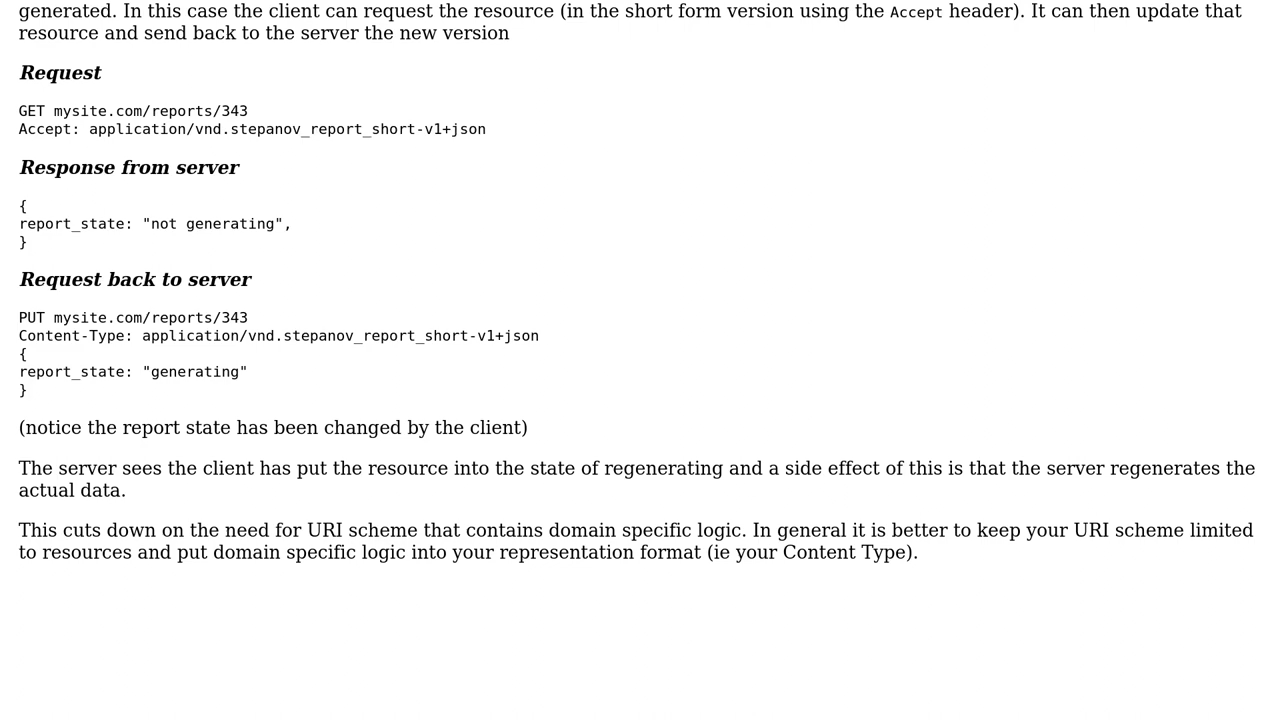 generated. In this case the client can request the resource (in the short form version using the Accept header). It can then update that
resource and send back to the server the new version
Request
GET mysite.com/reports/343
Accept: application/vnd.stepanov_report_short-v1+json
Response from server
{
report_state: "not generating",
}
Request back to server
PUT mysite.com/reports/343
Content-Type: application/vnd.stepanov_report_short-v1+json
{
report_state: "generating"
}
(notice the report state has been changed by the client)
The server sees the client has put the resource into the state of regenerating and a side effect of this is that the server regenerates the
actual data.
This cuts down on the need for URI scheme that contains domain specific logic. In general it is better to keep your URI scheme limited
to resources and put domain specific logic into your representation format (ie your Content Type).